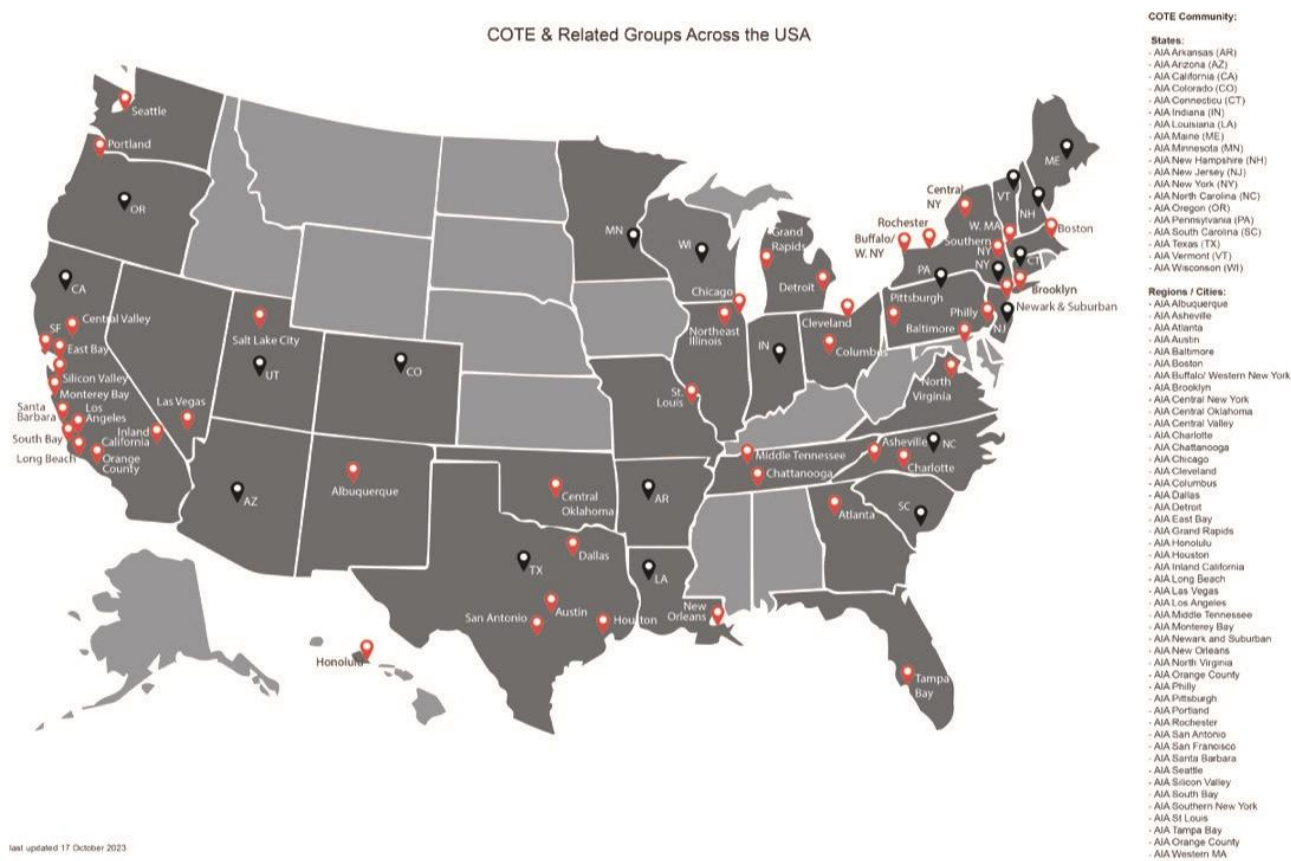 COTE & Related Groups Across the USA
Seattle
Portland
OR
CA
Central Valley
SF
East Bay
Silicon Valley
Monterey Bay
Santa
Barbara
Los
Angeles
South Bay
Inland
California
Long Beach
Orange
County
Las Vegas
Salt Lake City
UT
CO
AZ
Albuquerque
MN
WI
Grand
Rapids
Detroit
Chicago
Northeast
Illinois
IN
Cleveland
Columbus
St.
Louis
Central
Oklahoma
AR
TX
Dallas
Austin
San Antonio
Houston
LA
New
Orleans
Middle Tennessee
Chattanooga
Asheville
NC
Charlotte
SC
Atlanta
Tampa
Bay
Honolulu
Central
NY
Rochester
Buffalo/
W. NY
VT
ME
NH
W. MA
Boston
Southern
NY
NY
CT
PA
Brooklyn
Newark & Suburban
Pittsburgh
Philly
NJ
Baltimore
North
Virginia
COTE Community:
States:
- AIA Arkansas (AR)
- AIA Arizona (AZ)
- AIA California (CA)
- AIA Colorado (CO)
- AIA Connecticu (CT)
- AIA Indiana (IN)
- AIA Louisiana (LA)
- AIA Maine (ME)
- AIA Minnesota (MN)
- AIA New Hampshire (NH)
- AIA New Jersey (NJ)
- AIA New York (NY)
- AIA North Carolina (NC)
- AIA Oregon (OR)
- AIA Pennsylvania (PA)
- AIA South Carolina (SC)
- AIA Texas (TX)
- AIA Vermont (VT)
- AIA Wisconson (WI)
Regions / Cities:
- AIA Albuquerque
- AIA Asheville
- AIA Atlanta
- AIA Austin
- AIA Baltimore
- AIA Boston
- AIA Buffalo/ Western New York
- AIA Brooklyn
- AIA Central New York
- AIA Central Oklahoma
- AIA Central Valley
- AIA Charlotte
- AIA Chattanooga
- AIA Chicago
- AIA Cleveland
- AIA Columbus
- AIA Dallas
- AIA Detroit
- AIA East Bay
- AIA Grand Rapids
- AIA Honolulu
- AIA Houston
- AIA Inland California
- AIA Long Beach
- AIA Las Vegas
- AIA Los Angeles
- AIA Middle Tennessee
- AIA Monterey Bay
- AIA Newark and Suburban
- AIA New Orleans
- AIA North Virginia
- AIA Orange County
- AIA Philly
- AIA Pittsburgh
- AIA Portland
- AIA Rochester
- AIA San Antonio
- AIA San Francisco
- AIA Santa Barbara
- AIA Seattle
- AIA Silicon Valley
- AIA South Bay
- AIA Southern New York
- AIA St Louis
- AIA Tampa Bay
- AIA Orange County
- AIA Western MA
last updated 17 October 2023